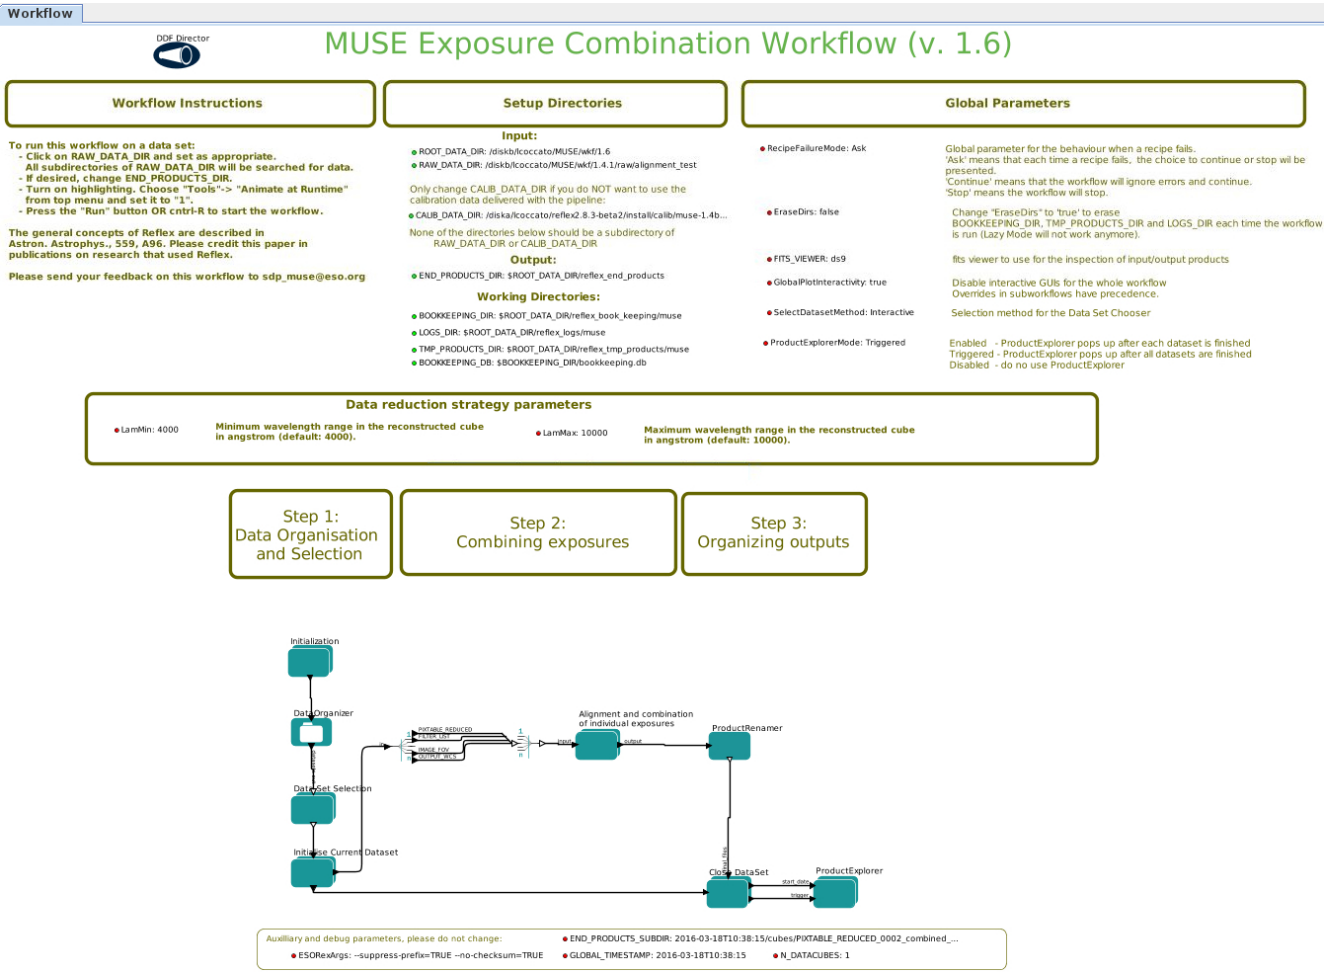 Workflow
DDF Director
MUSE Exposure Combination Workflow (v. 1.6)
Workflow Instructions
To run this workflow on a data set:
- Click on RAW_DATA_DIR and set as appropriate.
All subdirectories of RAW_DATA_DIR will be searched for data.
- If desired, change END_PRODUCTS_DIR.
- Turn on highlighting. Choose "Tools"-> "Animate at Runtime"
from top menu and set it to "1".
- Press the "Run" button OR cntrl-R to start the workflow.
The general concepts of Reflex are described in
Astron. Astrophys., 559, A96. Please credit this paper in
publications on research that used Reflex.
Please send your feedback on this workflow to sdp_muse@eso.org
Setup Directories
Input:
ROOT_DATA_DIR: /diskb/lcoccato/MUSE/wkf/1.6
RAW_DATA_DIR: /diskb/lcoccato/MUSE/wkf/1.4.1/raw/alignment_test
Only change CALIB_DATA_DIR if you do NOT want to use the
calibration data delivered with the pipeline:
CALIB_DATA_DIR: /diska/lcoccato/reflex2.8.3-beta2/install/calib/muse-1.4b...
None of the directories below should be a subdirectory of
RAW_DATA_DIR or CALIB_DATA_DIR
Output:
END_PRODUCTS_DIR: $ROOT_DATA_DIR/reflex_end_products
Working Directories:
BOOKKEEPING_DIR: $ROOT_DATA_DIR/reflex_book_keeping/muse
LOGS_DIR: $ROOT_DATA_DIR/reflex_logs/muse
TMP_PRODUCTS_DIR: $ROOT_DATA_DIR/reflex_tmp_products/muse
BOOKKEEPING_DB: $BOOKKEEPING_DIR/bookkeeping.db
Global Parameters
RecipeFailureMode: Ask
Global parameter for the behaviour when a recipe fails.
'Ask' means that each time a recipe fails, the choice to continue or stop wil be
presented.
'Continue' means that the workflow will ignore errors and continue.
'Stop' means the workflow will stop.
EraseDirs: false
Change "EraseDirs" to 'true' to erase
BOOKKEEPING_DIR, TMP_PRODUCTS_DIR and LOGS_DIR each time the workflow
is run (Lazy Mode will not work anymore).
FITS_VIEWER: ds9
fits viewer to use for the inspection of input/output products
GlobalPlotInteractivity: true
Disable interactive GUIs for the whole workflow
Overrides in subworkflows have precedence.
SelectDatasetMethod: Interactive
Selection method for the Data Set Chooser
ProductExplorerMode: Triggered
Enabled - ProductExplorer pops up after each dataset is finished
Triggered - ProductExplorer pops up after all datasets are finished
Disabled - do no use ProductExplorer
Data reduction strategy parameters
LamMin: 4000
Minimum wavelength range in the reconstructed cube
in angstrom (default: 4000).
LamMax: 10000
Maximum wavelength range in the reconstructed cube
in angstrom (default: 10000).
Step 1:
Data Organisation
and Selection
Step 2:
Combining exposures
Step 3:
Organizing outputs
Initialization
DataOrganizer
Data Set Selection
Initialise Current Dataset
in
PIXTABLE_REDUCED
FILTER_LIST
IMAGE_FOV
OUTPUT_WCS
1
n
1
n
Alignment and combination
of individual exposures
input
output
ProductRenamer
Close DataSet
start_date
trigger
ProductExplorer
Auxilliary and debug parameters, please do not change:
END_PRODUCTS_SUBDIR: 2016-03-18T10:38:15/cubes/PIXTABLE_REDUCED_0002_combined_...
ESORexArgs: --suppress-prefix=TRUE --no-checksum=TRUE
GLOBAL_TIMESTAMP: 2016-03-18T10:38:15
N_DATACUBES: 1